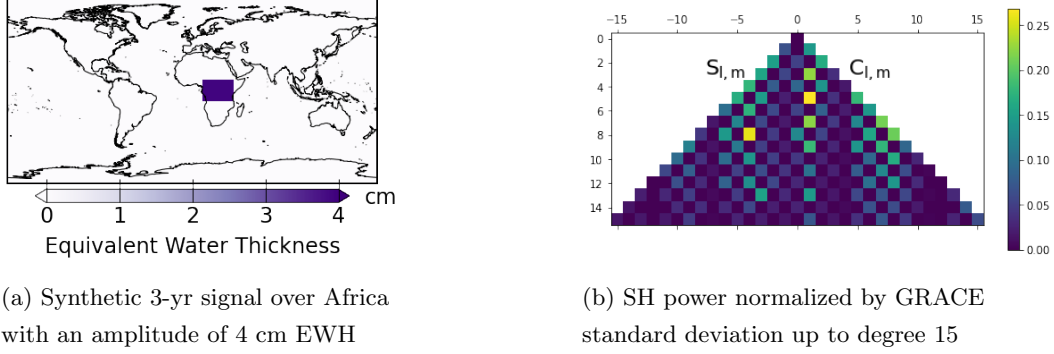 0 1 2 3 4 cm
Equivalent Water Thickness
(a) Synthetic 3-yr signal over Africa
with an amplitude of 4 cm EWH
−15 −10 −5 0 5 10 15
0
2
4
6
8
10
12
14
S l,m
C l,m
0.25
0.20
0.15
0.10
0.05
0.00
(b) SH power normalized by GRACE
standard deviation up to degree 15